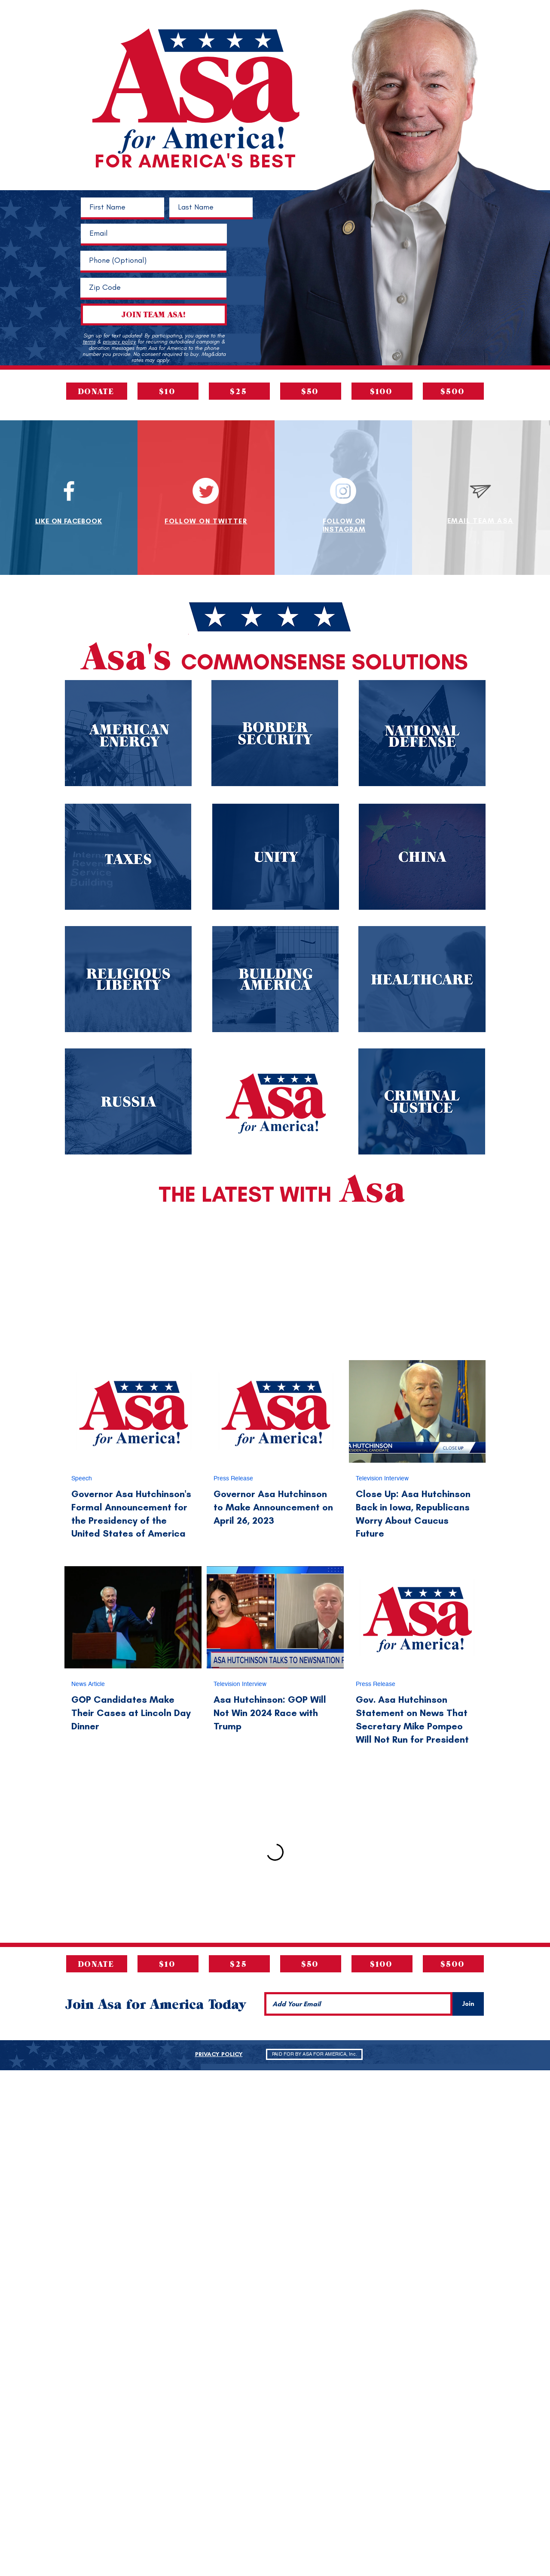 Asa
for America!
FOR AMERICA'S BEST
First Name
Last Name
Email
Phone (Optional)
Zip Code
JOIN TEAM ASA!
Sign up for text updates! By participating, you agree to the
terms & privacy policy for recurring autodialed campaign &
donation messages from Asa for America to the phone
number you provide. No consent required to buy. Msg&data
rates may apply.
DONATE
$10
$25
$50
$100
$500
LIKE ON FACEBOOK
FOLLOW ON TWITTER
FOLLOW ON
INSTAGRAM
EMAIL TEAM ASA
Asa's COMMONSENSE SOLUTIONS
AMERICAN
ENERGY
BORDER
SECURITY
NATIONAL
DEFENSE
Internal
Revenue
Service
Building
TAXES
UNITY
CHINA
RELIGIOUS
LIBERTY
BUILDING
AMERICA
HEALTHCARE
RUSSIA
Asa
for America!
CRIMINAL
JUSTICE
THE LATEST WITH Asa
Asa
for America!
Asa
for America!
A HUTCHINSON
ESIDENTIAL CANDIDATE
CLOSE UP
Speech
Governor Asa Hutchinson's
Formal Announcement for
the Presidency of the
United States of America
Press Release
Governor Asa Hutchinson
to Make Announcement on
April 26, 2023
Television Interview
Close Up: Asa Hutchinson
Back in Iowa, Republicans
Worry About Caucus
Future
ASA HUTCHINSON TALKS TO NEWSNATION F
Asa
for America!
News Article
GOP Candidates Make
Their Cases at Lincoln Day
Dinner
Television Interview
Asa Hutchinson: GOP Will
Not Win 2024 Race with
Trump
Press Release
Gov. Asa Hutchinson
Statement on News That
Secretary Mike Pompeo
Will Not Run for President
DONATE
$10
$25
$50
$100
$500
Join Asa for America Today
Add Your Email
Join
PRIVACY POLICY
PAID FOR BY ASA FOR AMERICA, Inc.